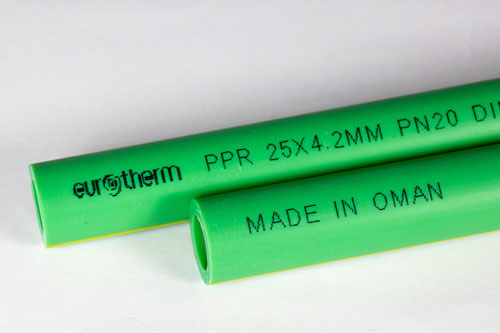 eurotherm PPR 25X4.2MM PN20
MADE IN OMAN